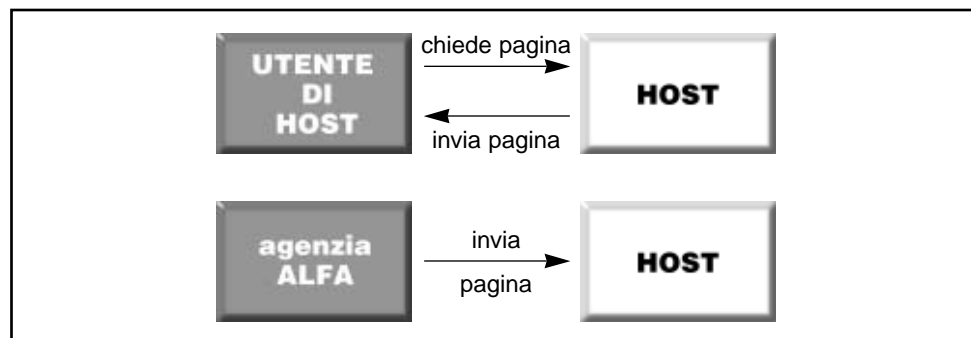 UTENTE
DI
HOST
chiede pagina
invia pagina
HOST
agenzia
ALFA
invia
pagina
HOST